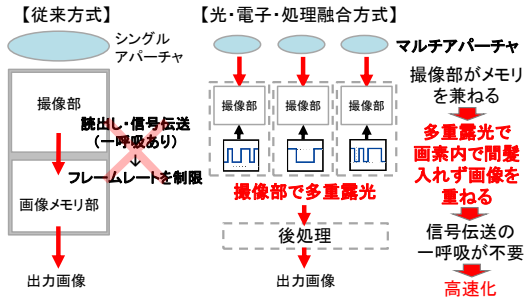 【従来方式】
シングル
アパーチャ
撮像部
読出し・信号伝送
(一呼吸あり)
↓
フレームレートを制限
画像メモリ部
出力画像
【光・電子・処理融合方式】
マルチアパーチャ
撮像部
撮像部
撮像部
撮像部で多重露光
後処理
出力画像
撮像部がメモリ
を兼ねる
多重露光で
画素内で間髪
入れず画像を
重ねる
信号伝送の
一呼吸が不要
高速化